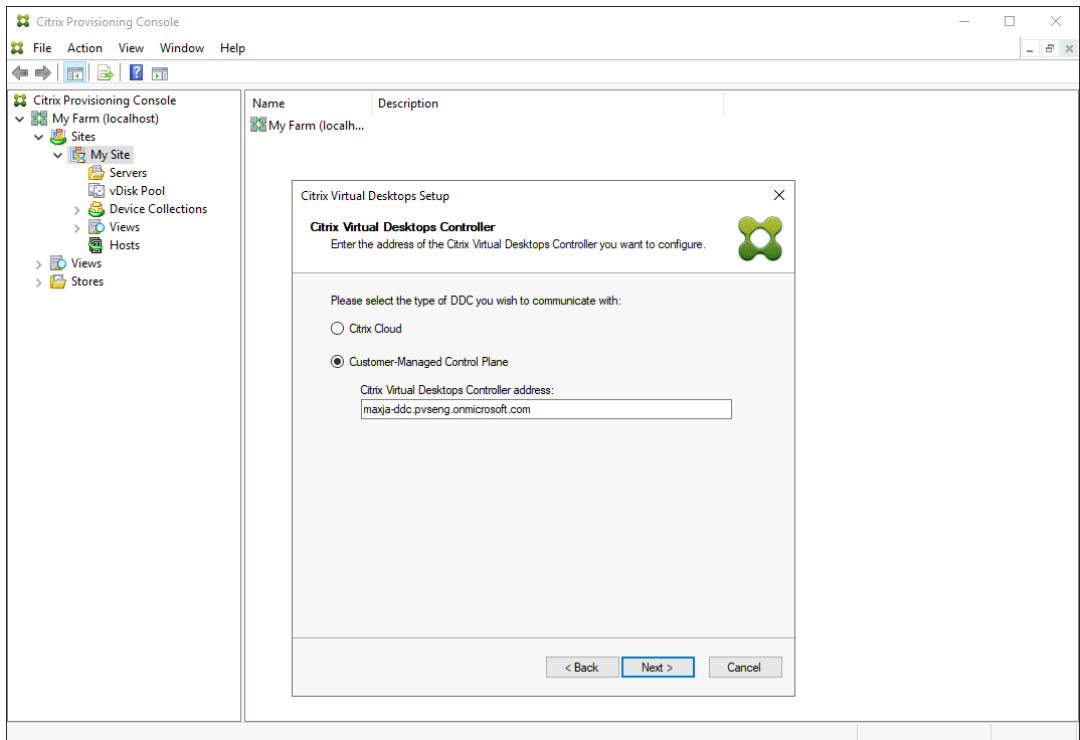 Citrix Provisioning Console
File Action View Window Help
Citrix Provisioning Console
My Farm (localhost)
Sites
My Site
Servers
vDisk Pool
Device Collections
Views
Hosts
Views
Stores
Name Description
My Farm (localh...
Citrix Virtual Desktops Setup
Citrix Virtual Desktops Controller
Enter the address of the Citrix Virtual Desktops Controller you want to configure.
Please select the type of DDC you wish to communicate with:
Citrix Cloud
Customer-Managed Control Plane
Citrix Virtual Desktops Controller address:
maxja-ddc.pvseng.onmicrosoft.com
< Back Next > Cancel